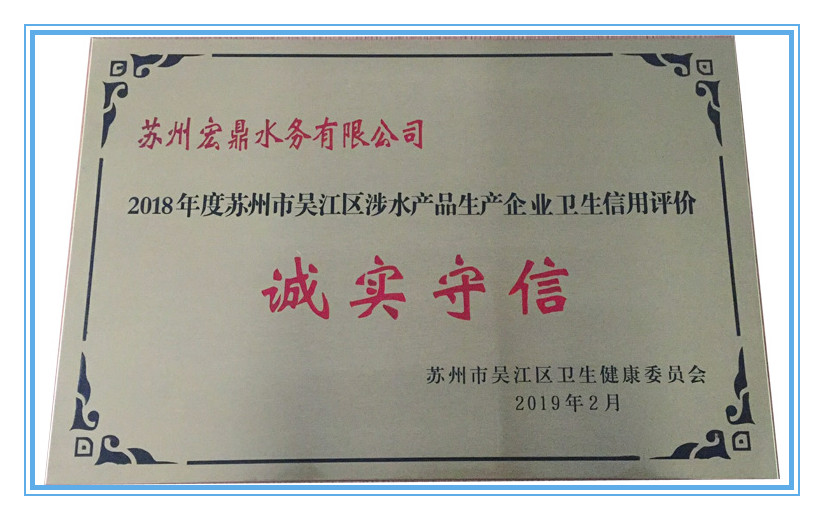 苏州宏鼎水务有限公司
2018年度苏州市吴江区涉水产品生产企业卫生信用评价
诚实守信
苏州市吴江区卫生健康委员会
2019年2月